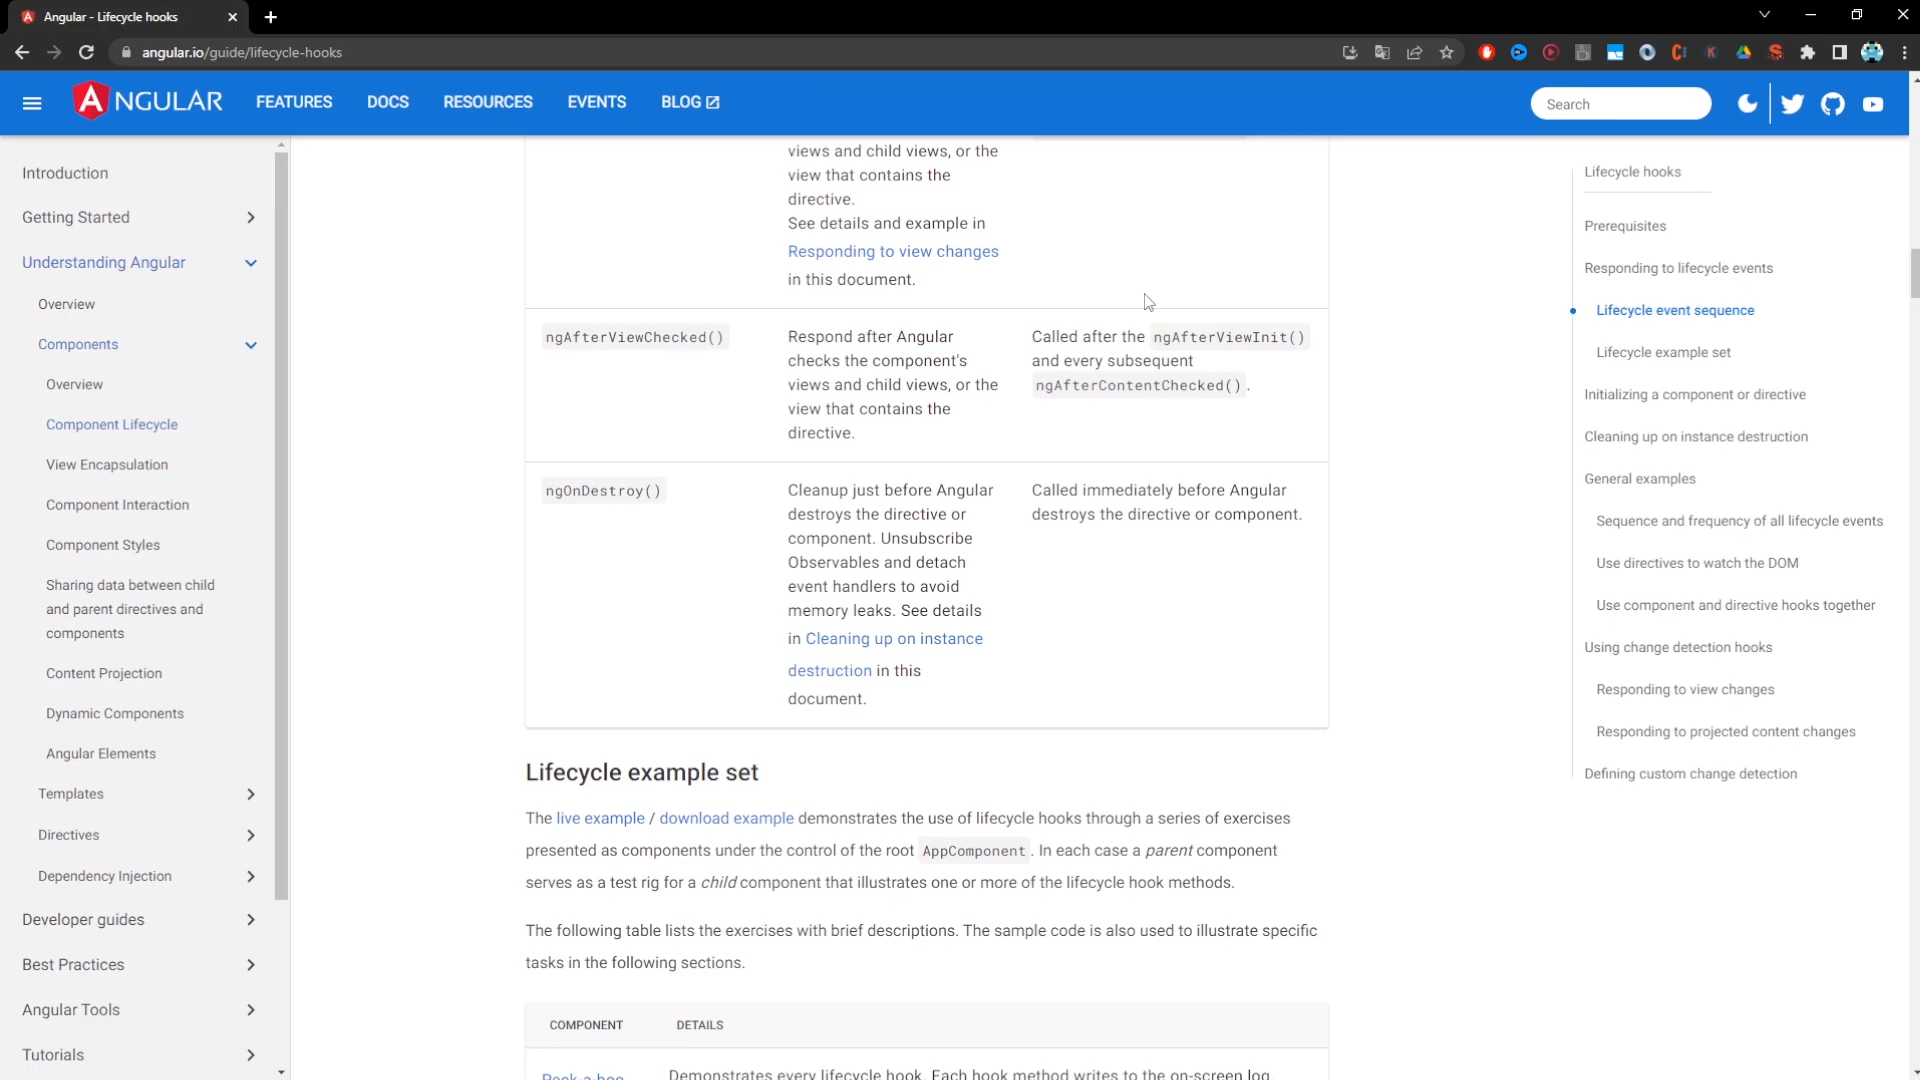 Angular - Lifecycle hooks
angular.io/guide/lifecycle-hooks
ANGULAR
FEATURES
DOCS
RESOURCES
EVENTS
BLOG
Search
Introduction
Getting Started
Understanding Angular
Overview
Components
Overview
Component Lifecycle
View Encapsulation
Component Interaction
Component Styles
Sharing data between child
and parent directives and
components
Content Projection
Dynamic Components
Angular Elements
Templates
Directives
Dependency Injection
Developer guides
Best Practices
Angular Tools
Tutorials
views and child views, or the
view that contains the
directive.
See details and example in
Responding to view changes
in this document.
ngAfterViewChecked()
Respond after Angular
checks the component's
views and child views, or the
view that contains the
directive.
Called after the ngAfterViewInit()
and every subsequent
ngAfterContentChecked() .
ngOnDestroy()
Cleanup just before Angular
destroys the directive or
component. Unsubscribe
Observables and detach
event handlers to avoid
memory leaks. See details
in Cleaning up on instance
destruction in this
document.
Called immediately before Angular
destroys the directive or component.
Lifecycle example set
The live example / download example demonstrates the use of lifecycle hooks through a series of exercises
presented as components under the control of the root AppComponent . In each case a parent component
serves as a test rig for a child component that illustrates one or more of the lifecycle hook methods.
The following table lists the exercises with brief descriptions. The sample code is also used to illustrate specific
tasks in the following sections.
COMPONENT
DETAILS
Peek-a-boo
Demonstrates every lifecycle hook. Each hook method writes to the on-screen log.
Lifecycle hooks
Prerequisites
Responding to lifecycle events
Lifecycle event sequence
Lifecycle example set
Initializing a component or directive
Cleaning up on instance destruction
General examples
Sequence and frequency of all lifecycle events
Use directives to watch the DOM
Use component and directive hooks together
Using change detection hooks
Responding to view changes
Responding to projected content changes
Defining custom change detection